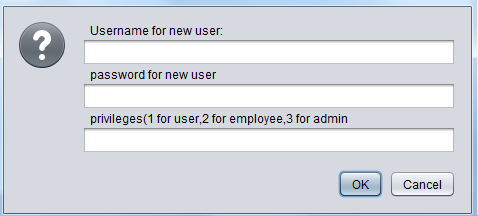 Username for new user:
password for new user
privileges(1 for user,2 for employee,3 for admin
OK
Cancel